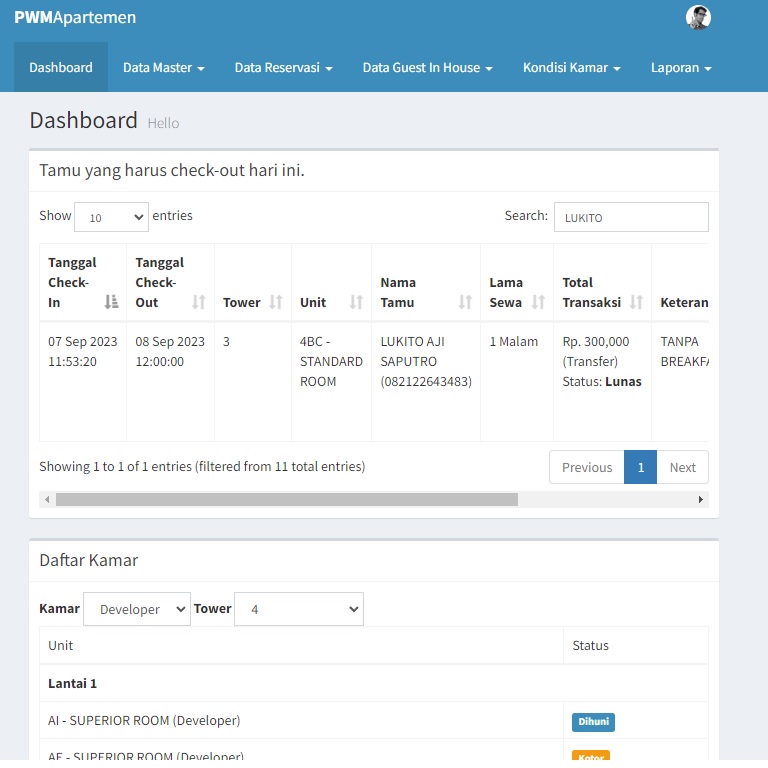 PWMApartemen
Dashboard Data Master Data Reservasi Data Guest In House Kondisi Kamar Laporan
Dashboard Hello
Tamu yang harus check-out hari ini.
Show 10 entries Search: LUKITO
Tanggal Check-In Tanggal Check-Out Tower Unit Nama Tamu Lama Sewa Total Transaksi Keteran
07 Sep 2023 08 Sep 2023 3 4BC - LUKITO AJI 1 Malam Rp. 300,000 TANPA
11:53:20 12:00:00 STANDARD SAPUTRO (Transfer) BREAKFA
ROOM (082122643483) Status: Lunas
Showing 1 to 1 of 1 entries (filtered from 11 total entries) Previous 1 Next
Daftar Kamar
Kamar Developer Tower 4
Unit Status
Lantai 1
AI - SUPERIOR ROOM (Developer) Dihuni
AE - SUPERIOR ROOM (Developer) Kotor